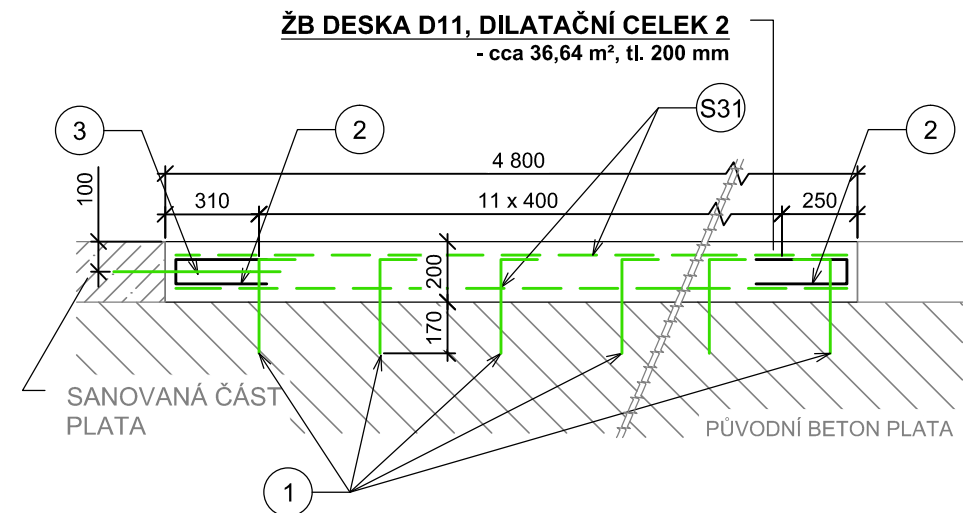 ŽB DESKA D11, DILATAČNÍ CELEK 2
- cca 36,64 m², tl. 200 mm
S31
3
2
2
4 800
100
310
11 x 400
250
200
170
SANOVANÁ ČÁST
PLATA
PŮVODNÍ BETON PLATA
1